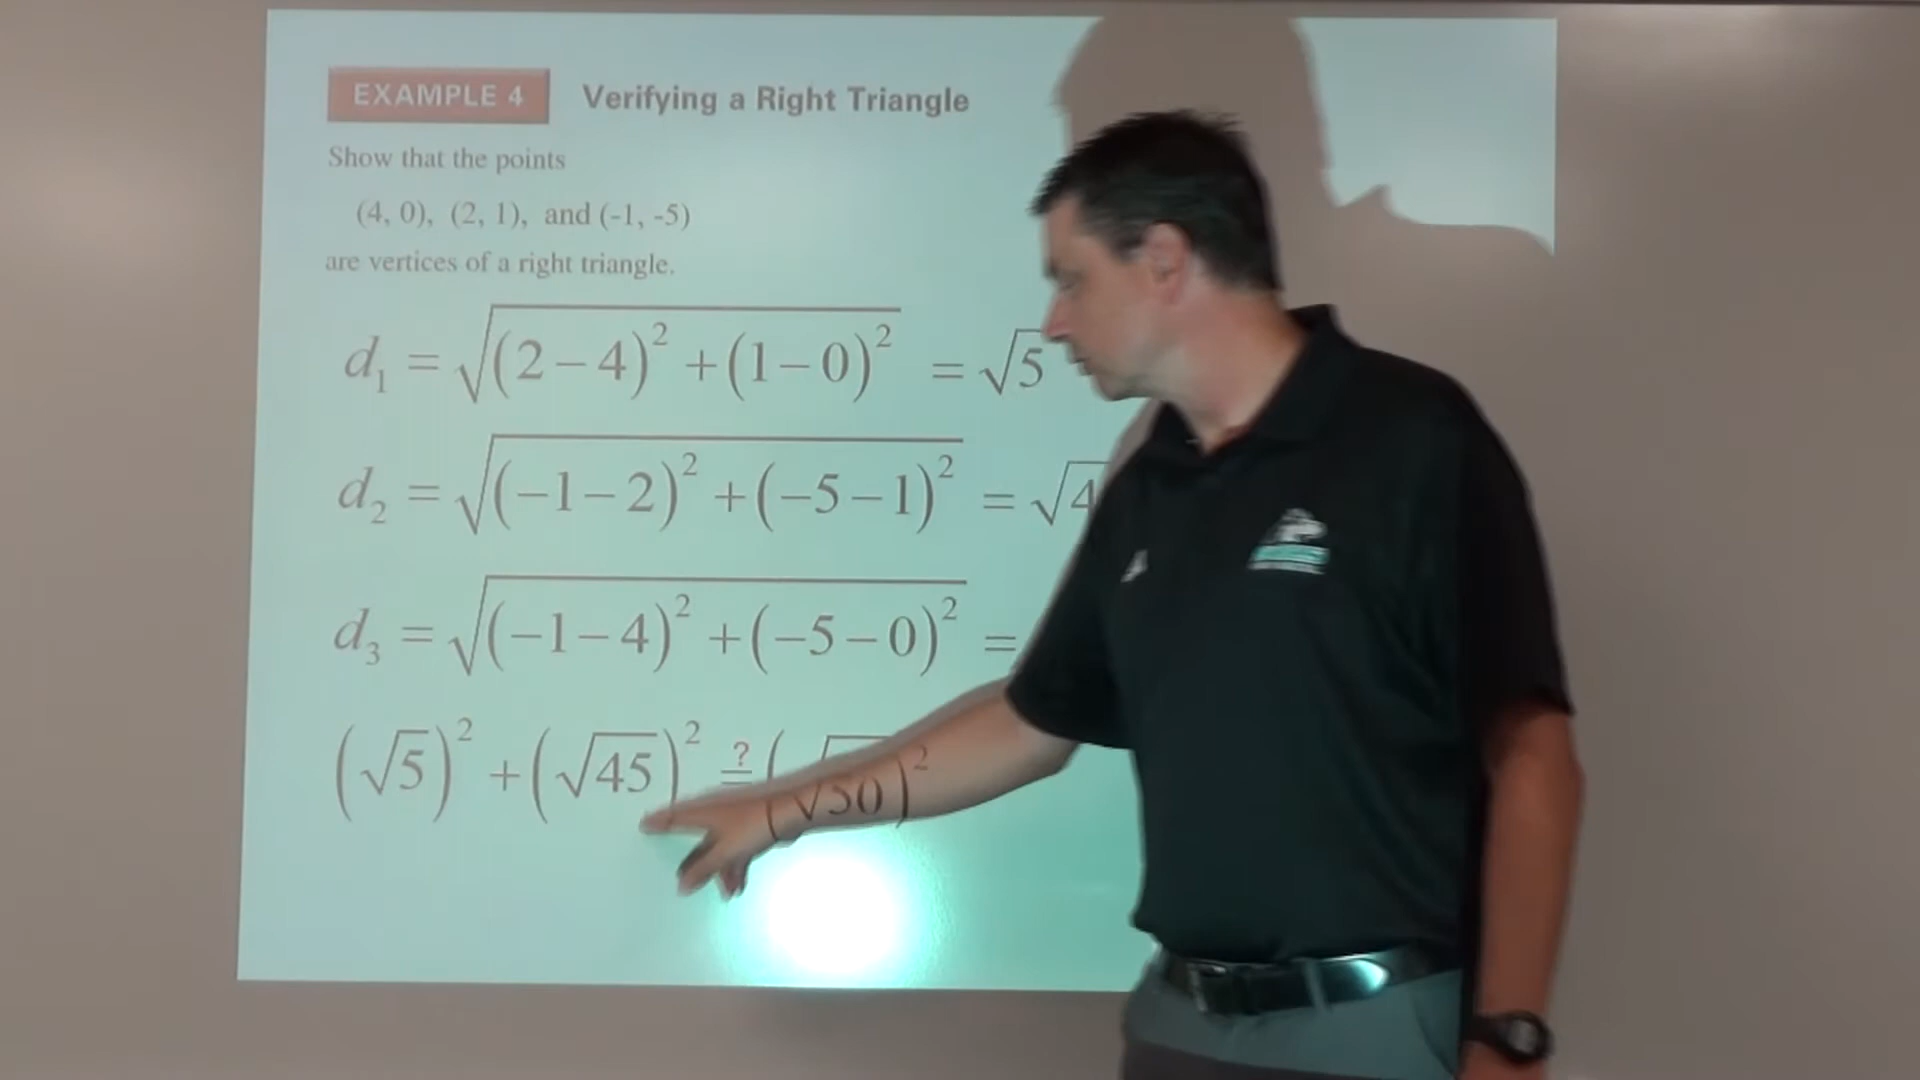 EXAMPLE 4 Verifying a Right Triangle
Show that the points
(4, 0), (2, 1), and (-1, -5)
are vertices of a right triangle.
d₁ = √((2 – 4)² + (1 – 0)²) = √5
d₂ = √((–1 – 2)² + (–5 – 1)²) = √4
d₃ = √((–1 – 4)² + (–5 – 0)²) =
(√5)² + (√45)² ≟ (√50)²